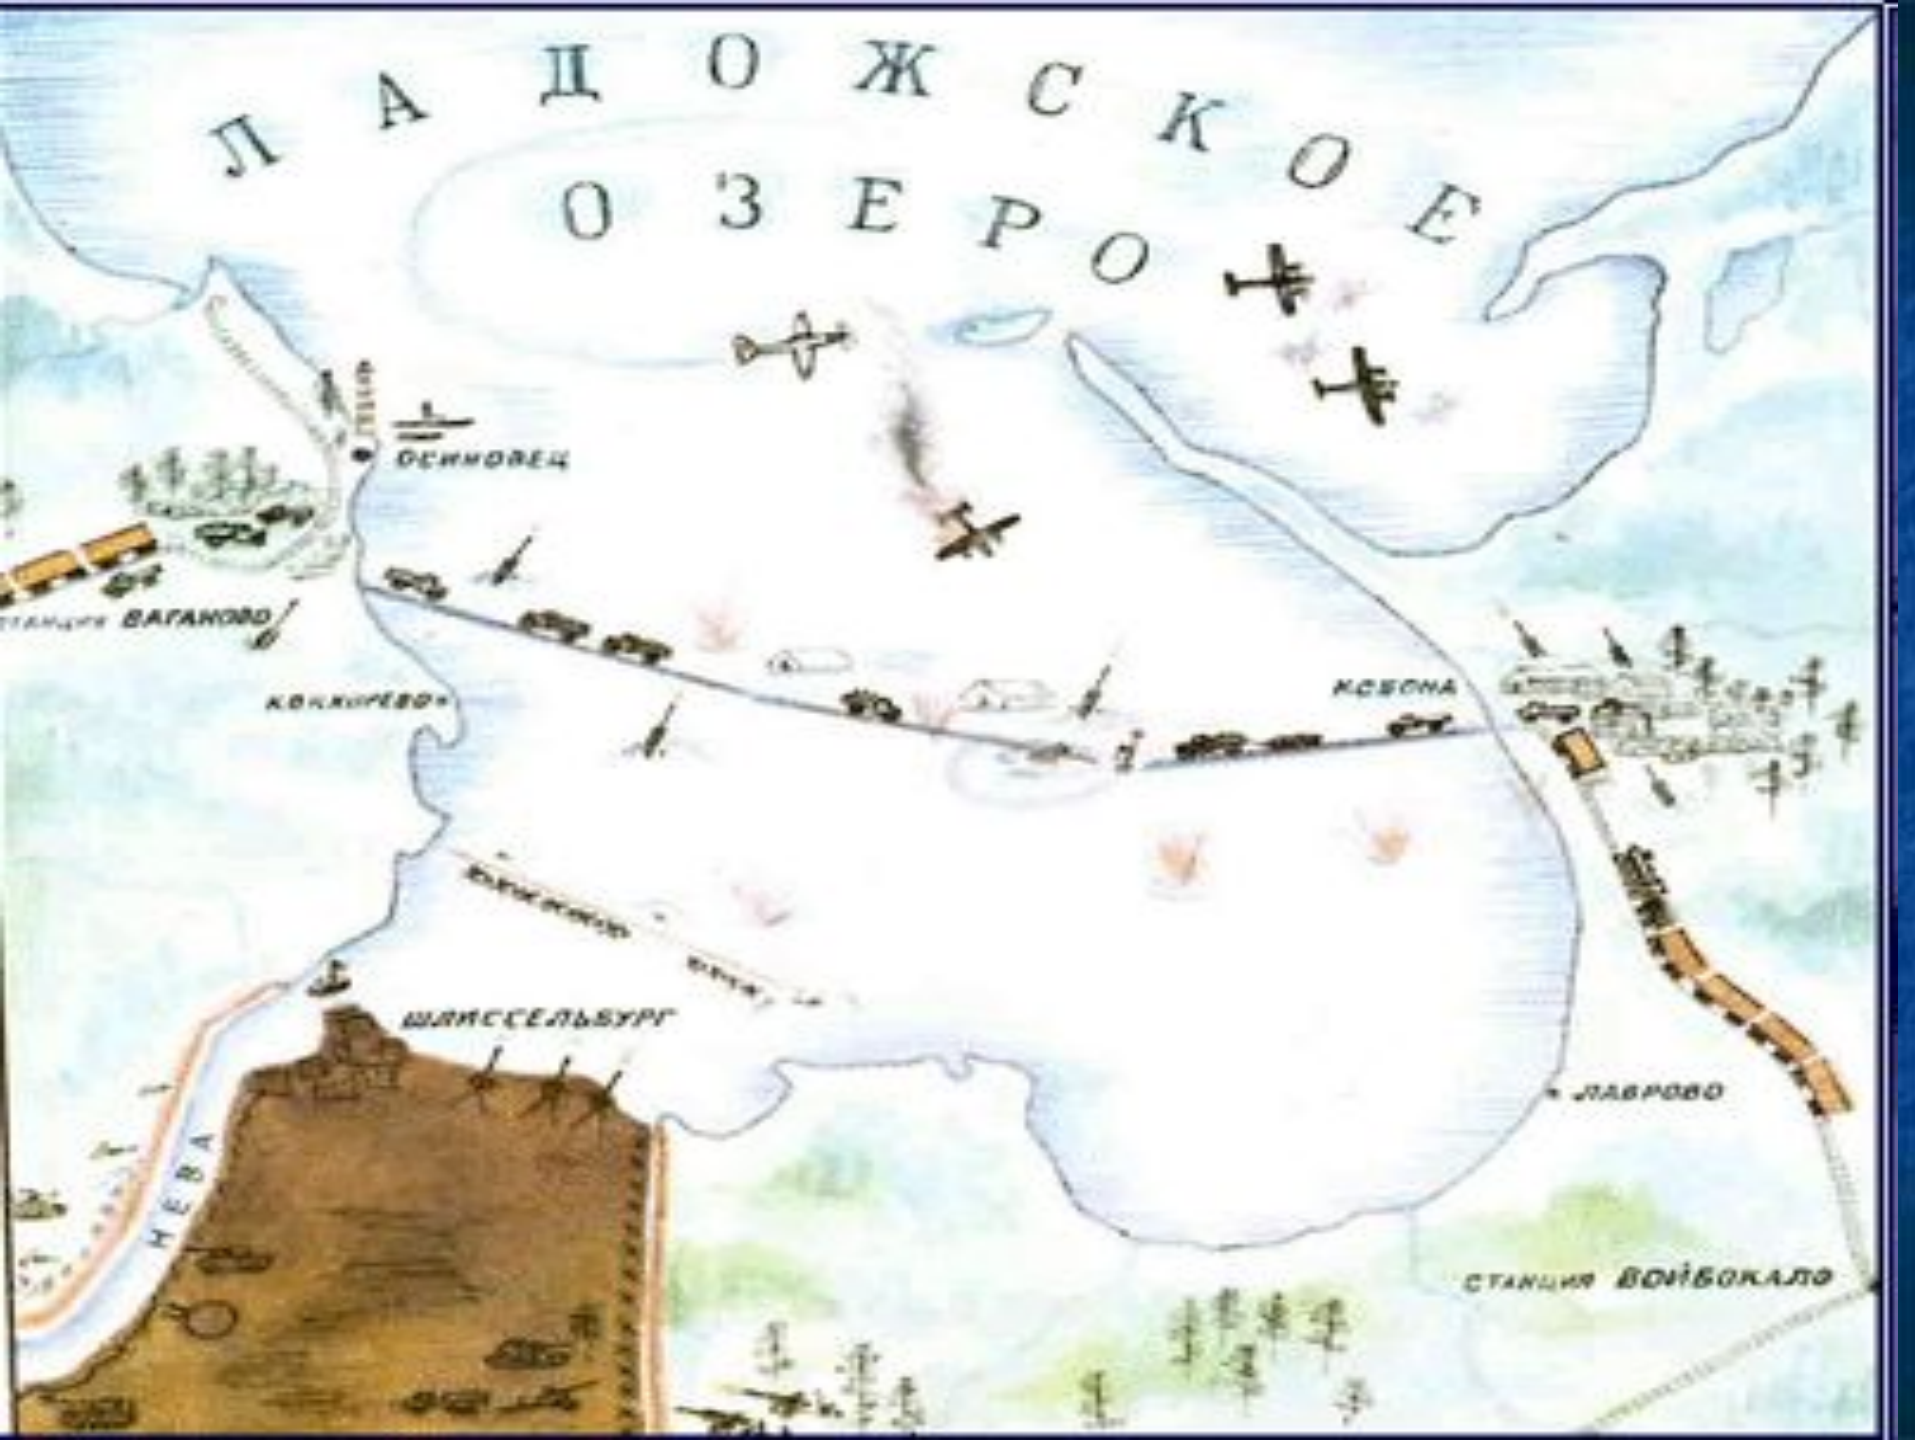 ЛАДОЖСКОЕ
ОЗЕРО
ОСИНОВЕЦ
СТАНЦИЯ ВАГАНОВО
КОККОРЕВО
КОБОНА
ШЛИССЕЛЬБУРГ
НЕВА
ЛАВРОВО
СТАНЦИЯ ВОЙБОКАЛО